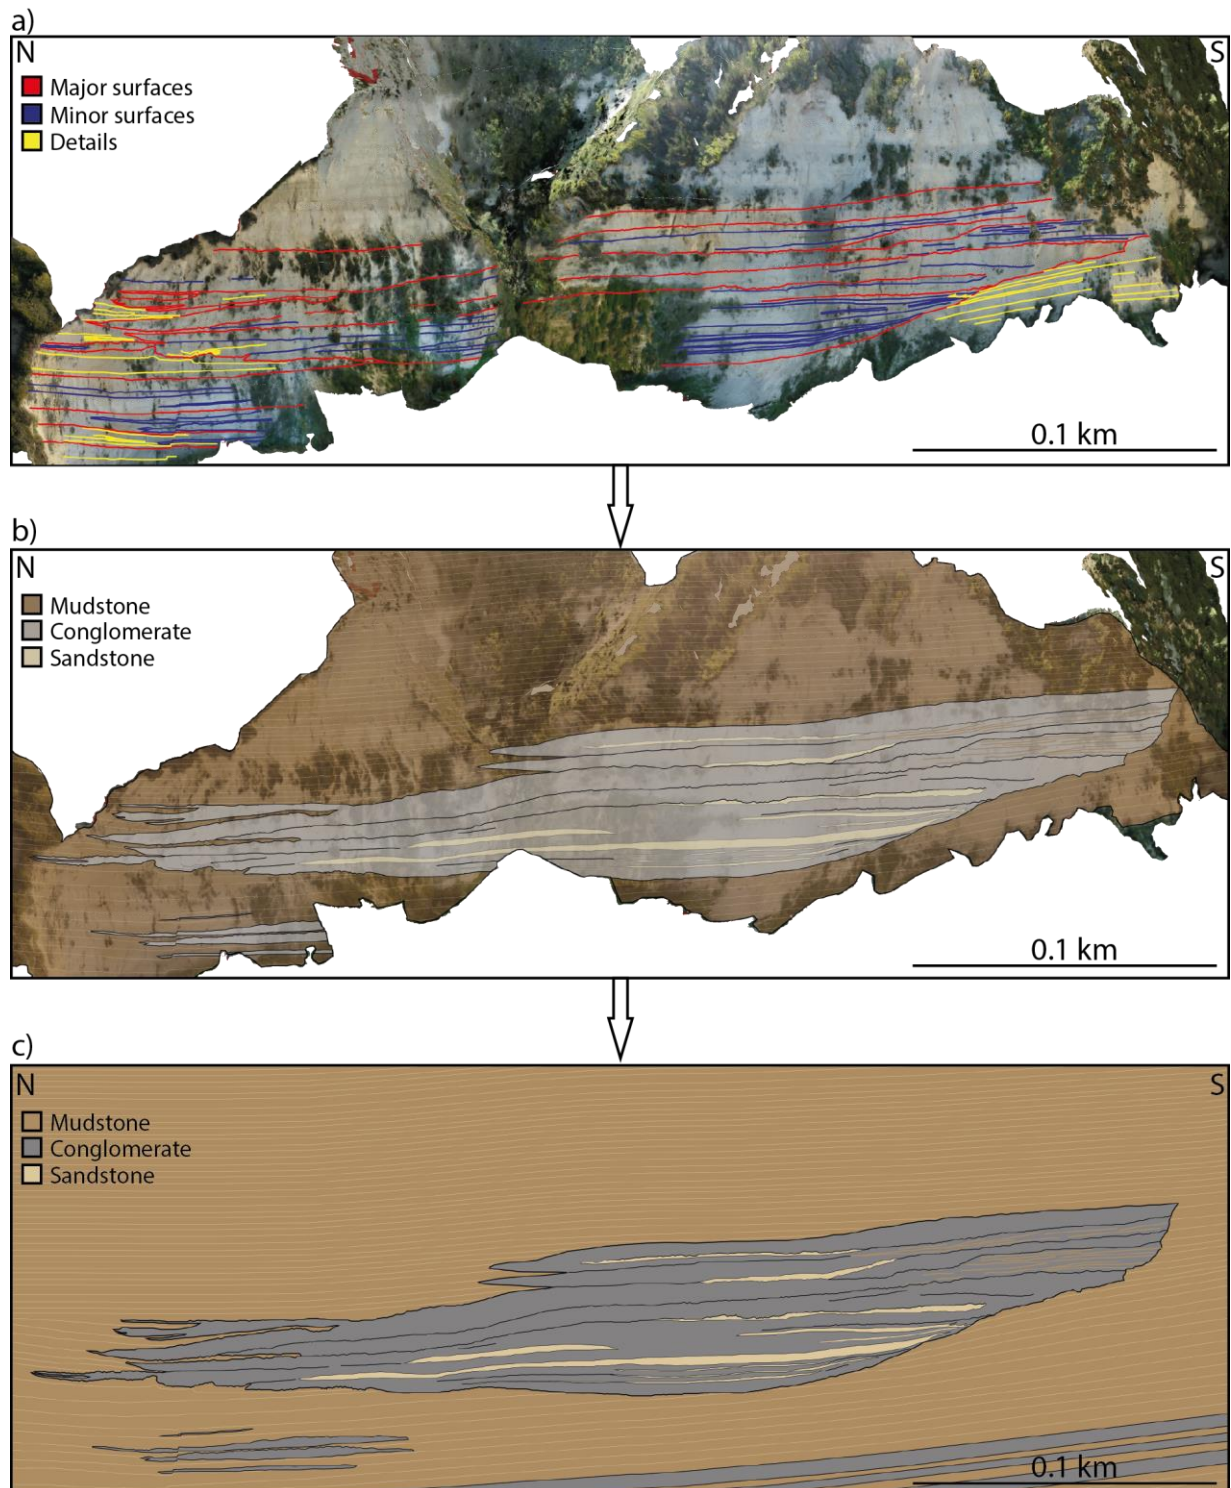 a)
N
S
Major surfaces
Minor surfaces
Details
0.1 km
b)
N
S
Mudstone
Conglomerate
Sandstone
0.1 km
c)
N
S
Mudstone
Conglomerate
Sandstone
0.1 km